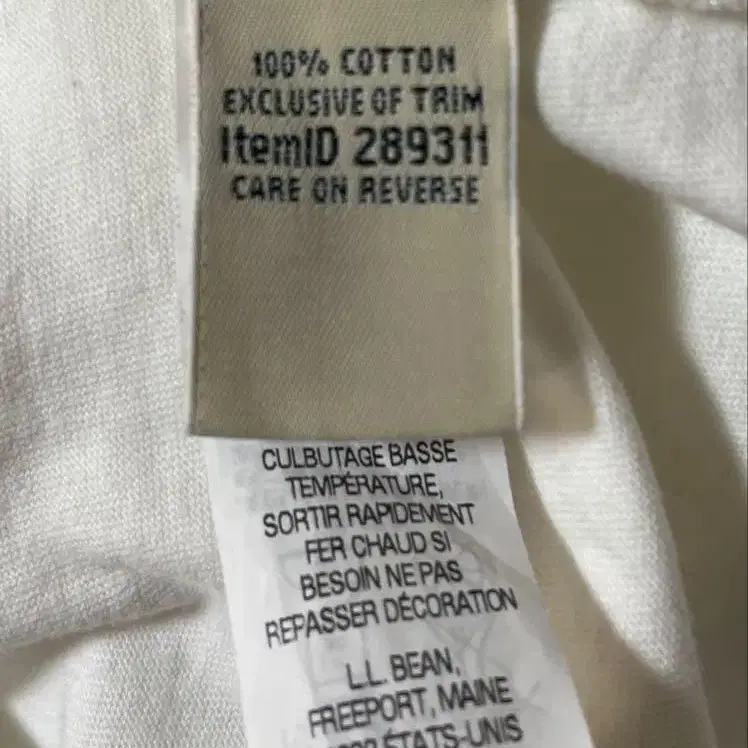 100% COTTON
EXCLUSIVE OF TRIM
ItemID 289311
CARE ON REVERSE
CULBUTAGE BASSE
TEMPÉRATURE,
SORTIR RAPIDEMENT
FER CHAUD SI
BESOIN NE PAS
REPASSER DÉCORATION
L.L. BEAN,
FREEPORT, MAINE
ÉTATS-UNIS